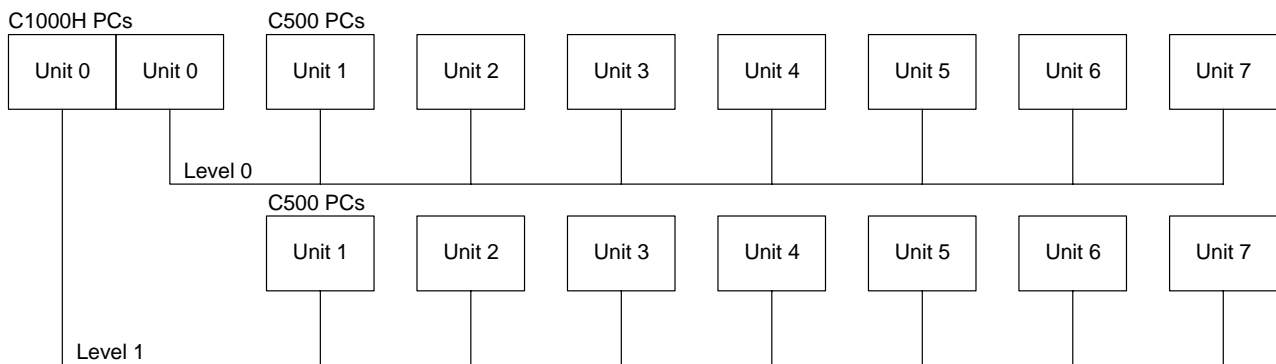 C1000H PCs C500 PCs
Unit 0 Unit 0 Unit 1 Unit 2 Unit 3 Unit 4 Unit 5 Unit 6 Unit 7
Level 0
C500 PCs
Unit 1 Unit 2 Unit 3 Unit 4 Unit 5 Unit 6 Unit 7
Level 1